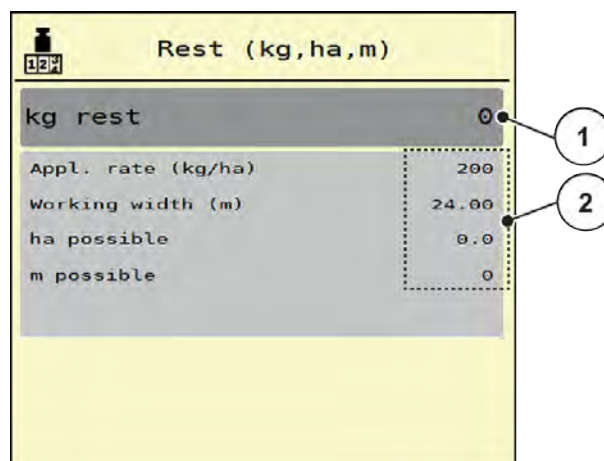 Rest (kg,ha,m)
kg rest 0
1
Appl. rate (kg/ha) 200
Working width (m) 24.00
2
ha possible 0.0
m possible 0